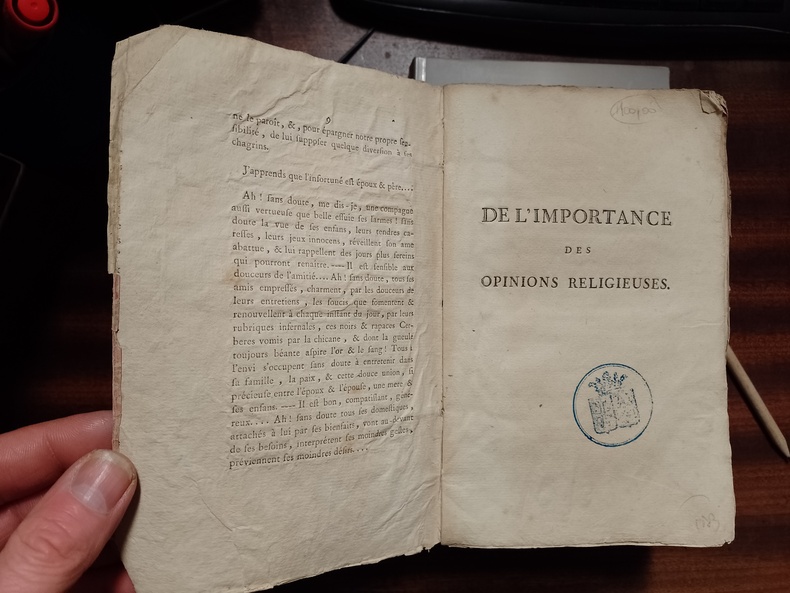 9
ne le paroît, &, pour épargner notre propre sen-
ſibilité, de lui ſuppoſer quelque diverſion à ſes
chagrins.
J'apprends que l'infortuné eſt époux & père....
Ah! ſans doute, me dis-je, une compagne
auſſi vertueuſe que belle eſſuie ſes larmes! ſans
doute la vue de ſes enfans, leurs tendres ca-
reſſes, leurs jeux innocens, réveillent ſon ame
abattue, & lui rappellent des jours plus ſereins
qui pourront renaître. — Il eſt ſenſible aux
douceurs de l'amitié.... Ah! ſans doute, tous ſes
amis empreſſés, charment, par les douceurs de
leurs entretiens, les ſoucis que fomentent &
renouvellent à chaque inſtant du jour, par leurs
rubriques infernales, ces noirs & rapaces Cer-
beres vomis par la chicane, & dont la gueule
toujours béante aſpire l'or & le ſang! Tous à
l'envi s'occupent ſans doute à entretenir dans
ſa famille, la paix, & cette douce union, ſi
précieuſe entre l'époux & l'épouſe, une mere &
ſes enfans. — Il eſt bon, compatiſſant, géné-
reux.... Ah! ſans doute tous ſes domeſtiques,
attachés à lui par ſes bienfaits, vont au-devant
de ſes beſoins, interprétent ſes moindres geſtes,
préviennent ſes moindres déſirs....
DE L'IMPORTANCE
DES
OPINIONS RELIGIEUSES.